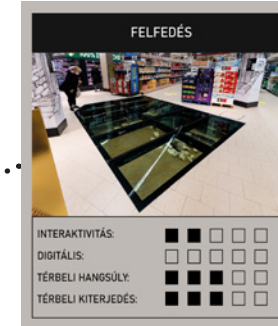 FELFEDÉS
INTERAKTIVITÁS:
DIGITÁLIS:
TÉRBELI HANGSÚLY:
TÉRBELI KITERJEDÉS: